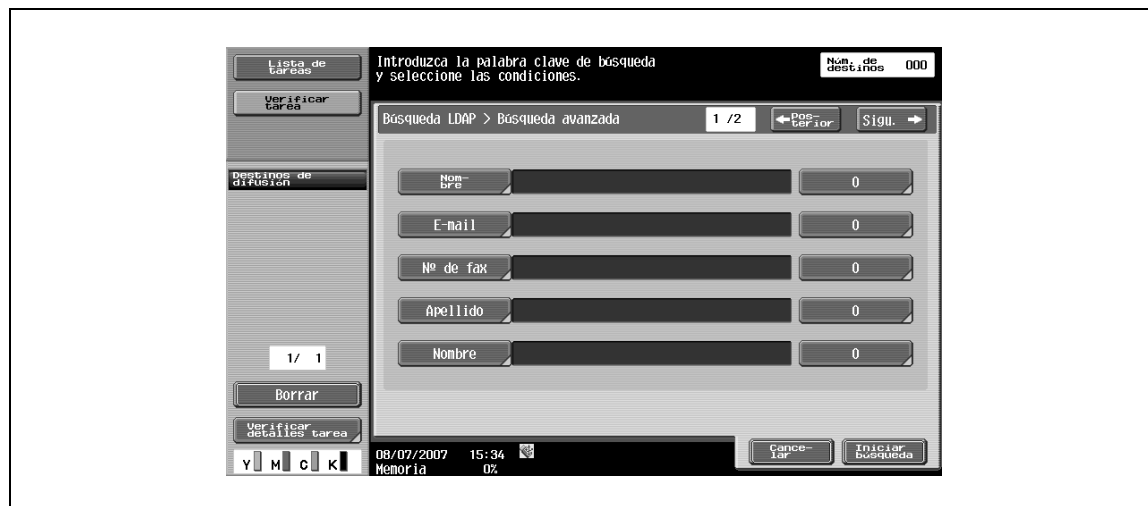 Lista de
tareas
Verificar
tarea
Destinos de
difusión
1/ 1
Borrar
Verificar
detalles tarea
Y M C K
Introduzca la palabra clave de búsqueda
y seleccione las condiciones.
Núm. de
destinos 000
Búsqueda LDAP > Búsqueda avanzada 1 /2 Pos-
terior Sigu.
Nom-
bre 0
E-mail 0
Nº de fax 0
Apellido 0
Nombre 0
08/07/2007 15:34
Memoria 0%
Cance-
lar
Iniciar
búsqueda